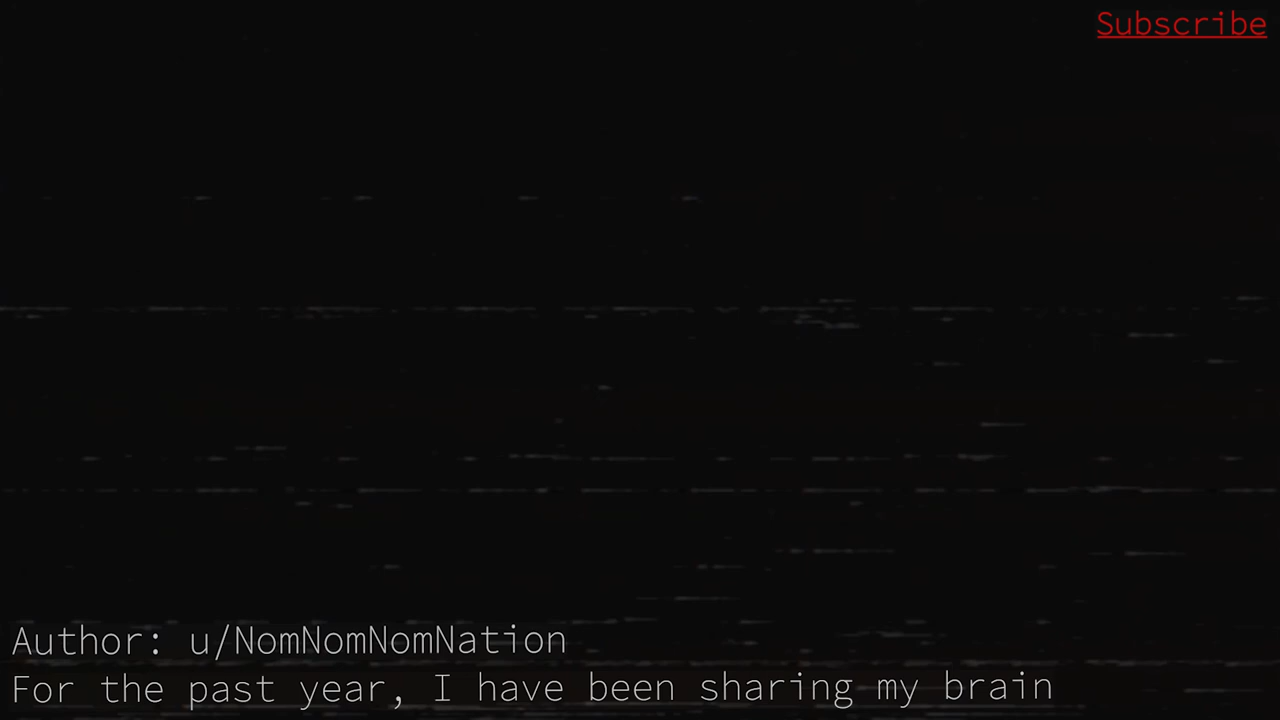 Subscribe
Author: u/NomNomNomNation
For the past year, I have been sharing my brain